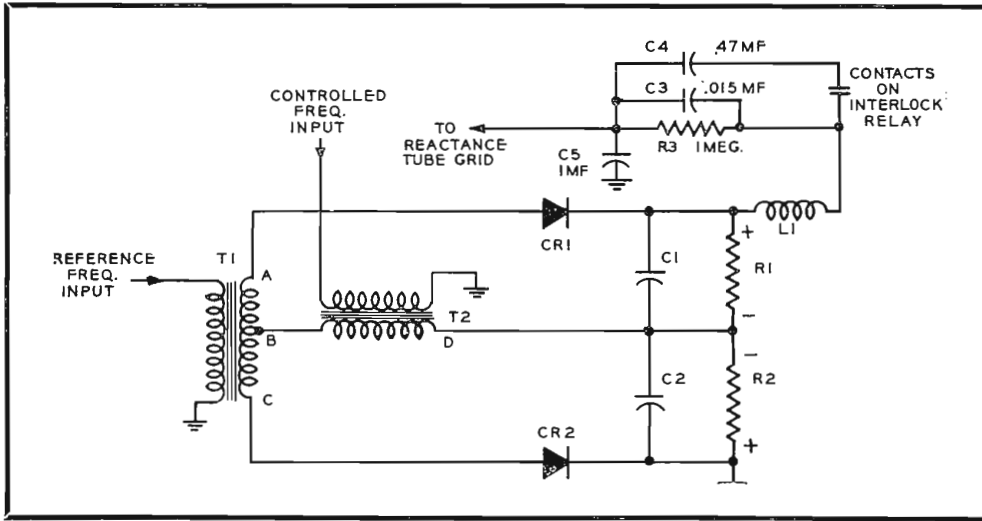 C4 .47MF
C3 .015 MF
CONTACTS
ON
INTERLOCK
RELAY
CONTROLLED
FREQ.
INPUT
TO
REACTANCE
TUBE GRID
R3 1MEG.
C5
1MF
CR1
L1
REFERENCE
FREQ.
INPUT
T1
A
B
C
T2
D
C1
C2
+
R1
-
-
R2
+
CR2